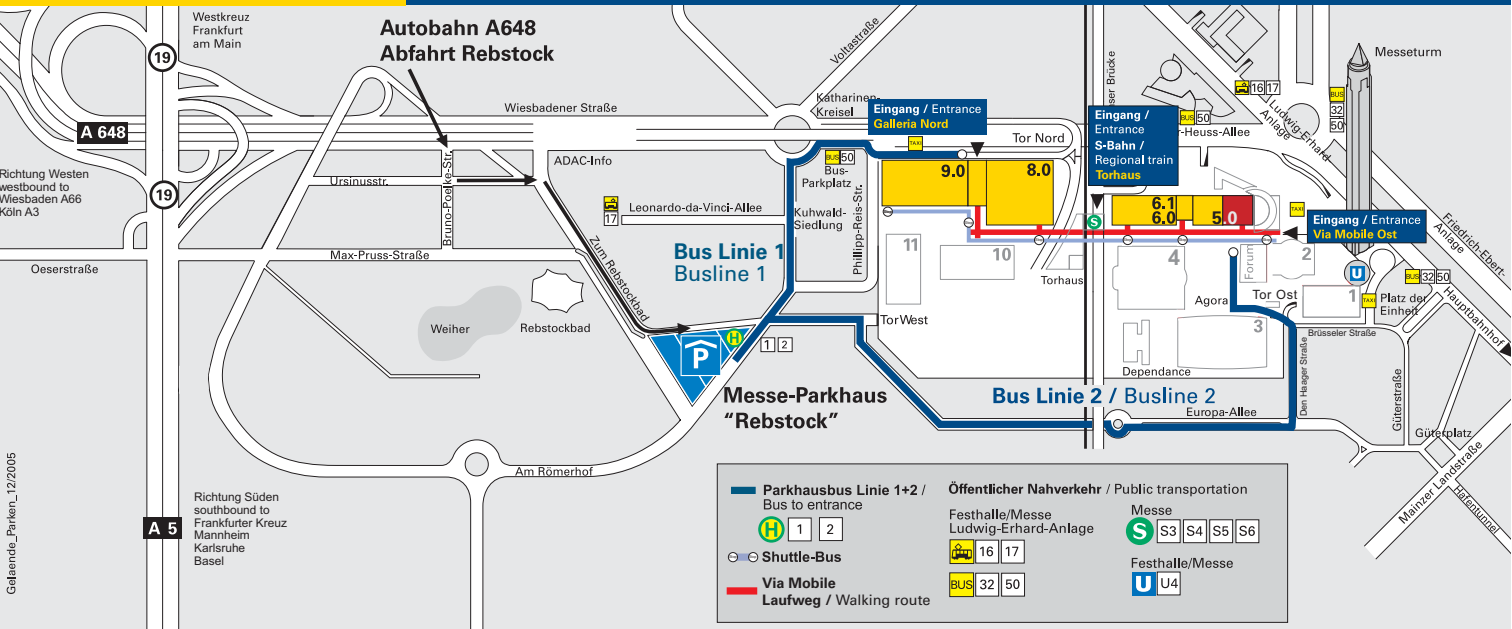 Westkreuz
Frankfurt
am Main
19
Autobahn A648
Abfahrt Rebstock
Voltastraße
Wiesbadener Straße
Katharinen-
Kreisel
A 648
Richtung Westen
westbound to
Wiesbaden A66
Köln A3
19
Ursinusstr.
Bruno-Poelke-Str.
ADAC-Info
17
Leonardo-da-Vinci-Allee
Max-Pruss-Straße
Oeserstraße
Zum Rebstockbad
Weiher
Rebstockbad
BUS 50
Bus-
Parkplatz
Kuhwald-
Siedlung
Phillipp-Reis-Str.
Bus Linie 1
Busline 1
Eingang / Entrance
Galleria Nord
TAXI
Tor Nord
9.0
8.0
11
10
Tor West
Eingang /
Entrance
S-Bahn /
Regional train
Torhaus
ser Brücke
16 17
BUS 50
r-Heuss-Allee
Ludwig-Erhard
Anlage
BUS
32
50
Messeturm
S
6.1
6.0
5.0
TAXI
Eingang / Entrance
Via Mobile Ost
Friedrich-Ebert-
Anlage
Torhaus
4
Forum
2
U
1
TAXI
Platz der
Einheit
BUS 32 50
Hauptbahnhof
Agora
Tor Ost
3
Brüsseler Straße
Dependance
Den Haager Straße
Güterstraße
P
H
1 2
Messe-Parkhaus
"Rebstock"
Bus Linie 2 / Busline 2
Europa-Allee
Güterplatz
Mainzer Landstraße
Hafentunnel
Am Römerhof
A 5
Richtung Süden
southbound to
Frankfurter Kreuz
Mannheim
Karlsruhe
Basel
Gelaende_Parken_12/2005
Parkhausbus Linie 1+2 /
Bus to entrance
H 1 2
Shuttle-Bus
Via Mobile
Laufweg / Walking route
Öffentlicher Nahverkehr / Public transportation
Festhalle/Messe
Ludwig-Erhard-Anlage
16 17
BUS 32 50
Messe
S S3 S4 S5 S6
Festhalle/Messe
U U4